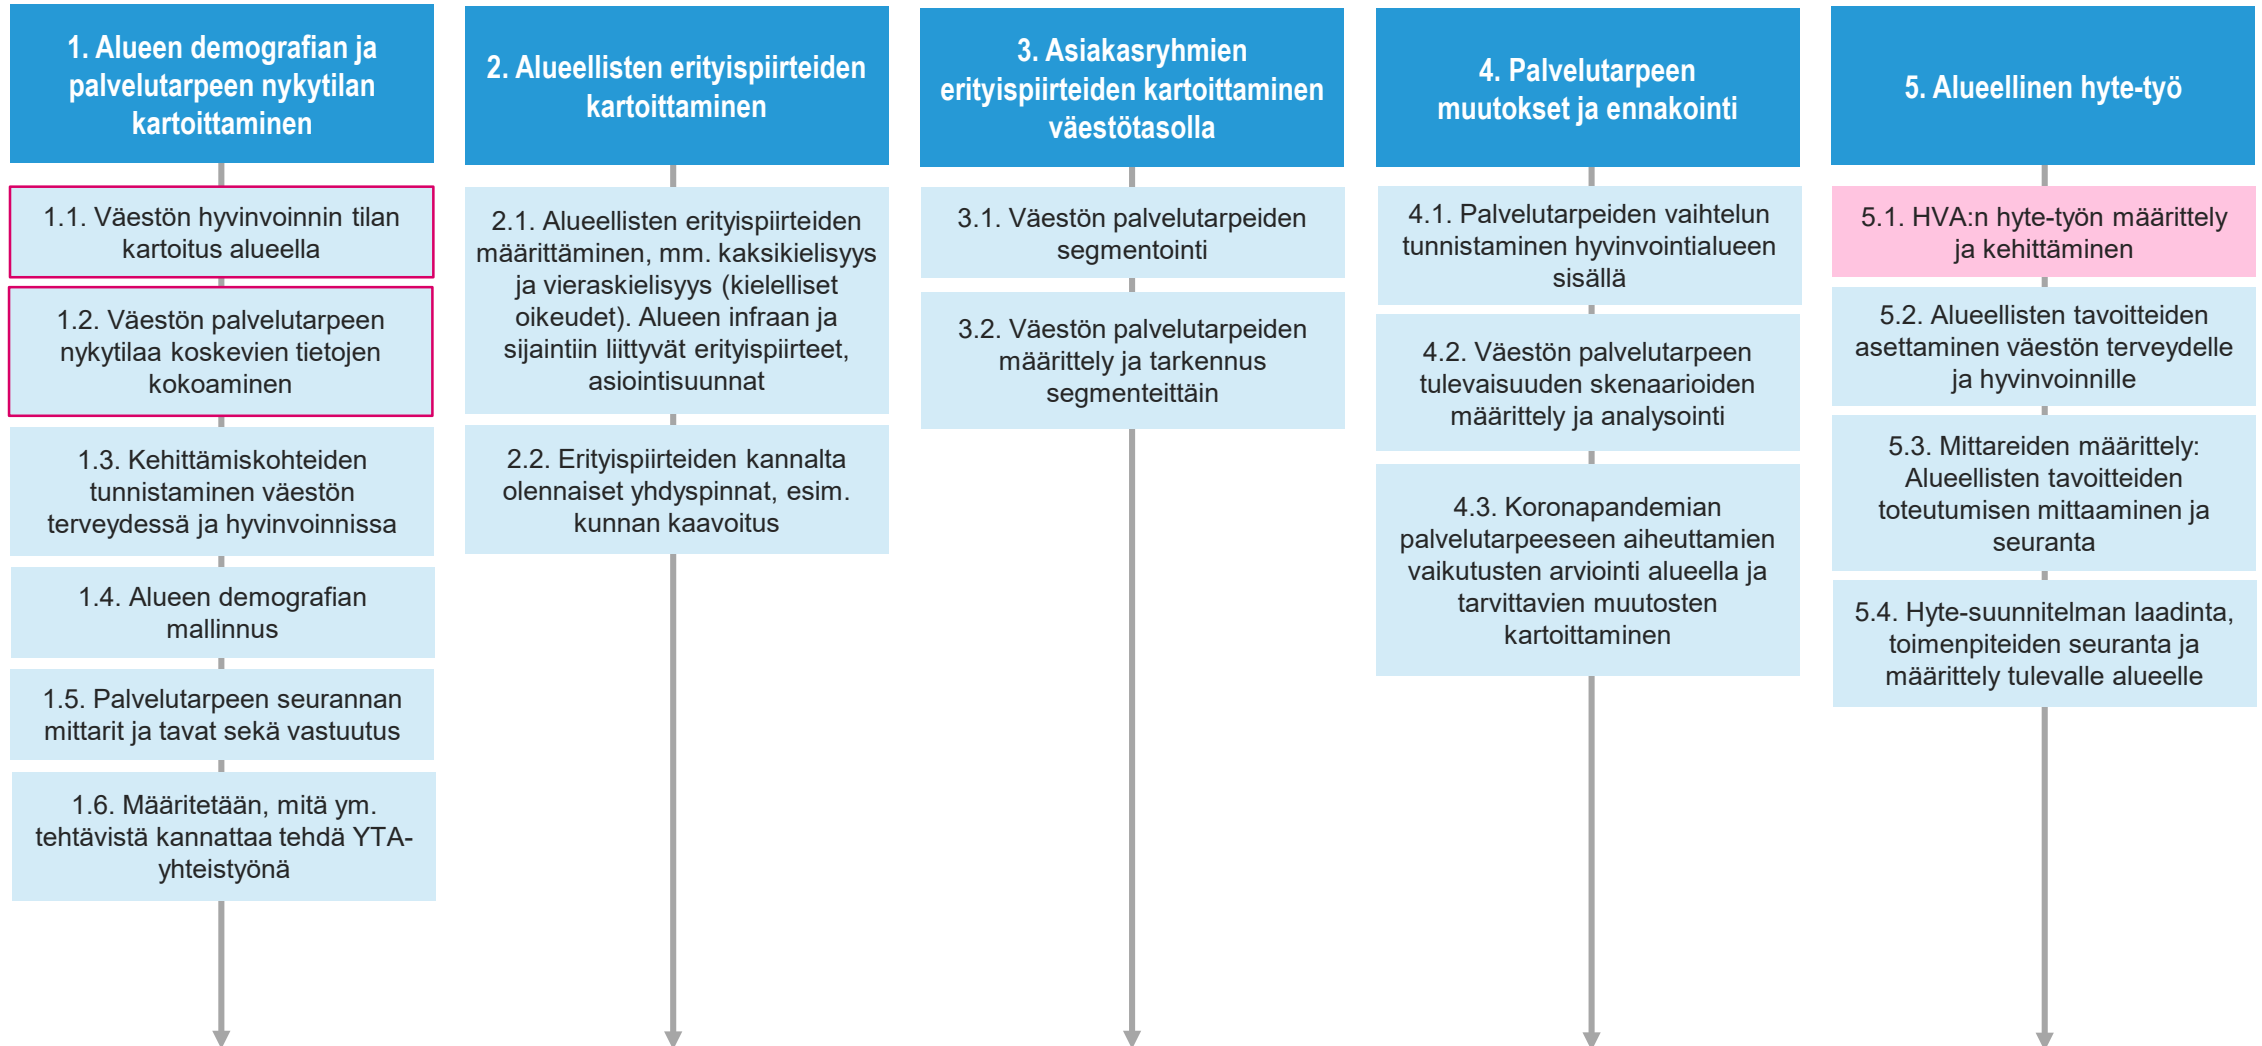 1. Alueen demografian ja
palvelutarpeen nykytilan
kartoittaminen
1.1. Väestön hyvinvoinnin tilan
kartoitus alueella
1.2. Väestön palvelutarpeen
nykytilaa koskevien tietojen
kokoaminen
1.3. Kehittämiskohteiden
tunnistaminen väestön
terveydessä ja hyvinvoinnissa
1.4. Alueen demografian
mallinnus
1.5. Palvelutarpeen seurannan
mittarit ja tavat sekä vastuutus
1.6. Määritetään, mitä ym.
tehtävistä kannattaa tehdä YTA-
yhteistyönä
2. Alueellisten erityispiirteiden
kartoittaminen
2.1. Alueellisten erityispiirteiden
määrittäminen, mm. kaksikielisyys
ja vieraskielisyys (kielelliset
oikeudet). Alueen infraan ja
sijaintiin liittyvät erityispiirteet,
asiointisuunnat
2.2. Erityispiirteiden kannalta
olennaiset yhdyspinnat, esim.
kunnan kaavoitus
3. Asiakasryhmien
erityispiirteiden kartoittaminen
väestötasolla
3.1. Väestön palvelutarpeiden
segmentointi
3.2. Väestön palvelutarpeiden
määrittely ja tarkennus
segmenteittäin
4. Palvelutarpeen
muutokset ja ennakointi
4.1. Palvelutarpeiden vaihtelun
tunnistaminen hyvinvointialueen
sisällä
4.2. Väestön palvelutarpeen
tulevaisuuden skenaarioiden
määrittely ja analysointi
4.3. Koronapandemian
palvelutarpeeseen aiheuttamien
vaikutusten arviointi alueella ja
tarvittavien muutosten
kartoittaminen
5. Alueellinen hyte-työ
5.1. HVA:n hyte-työn määrittely
ja kehittäminen
5.2. Alueellisten tavoitteiden
asettaminen väestön terveydelle
ja hyvinvoinnille
5.3. Mittareiden määrittely:
Alueellisten tavoitteiden
toteutumisen mittaaminen ja
seuranta
5.4. Hyte-suunnitelman laadinta,
toimenpiteiden seuranta ja
määrittely tulevalle alueelle